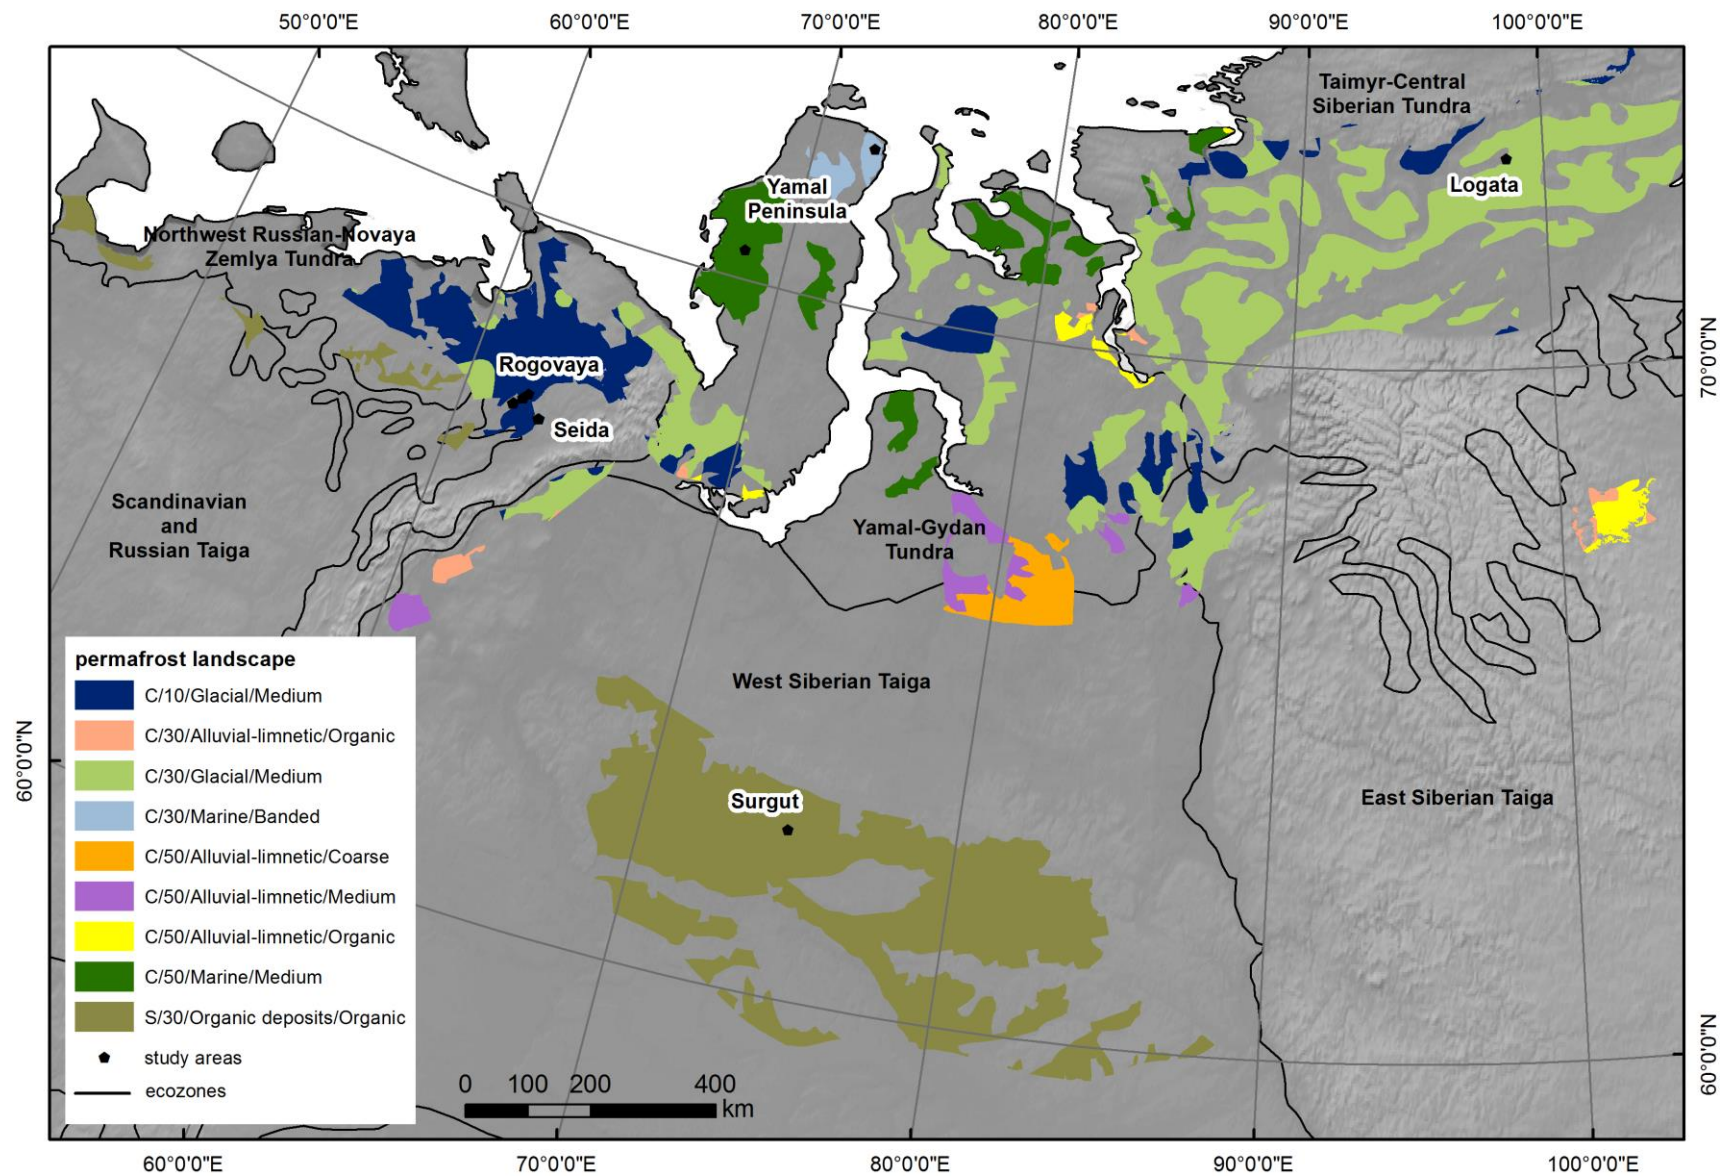 50°0'0"E
60°0'0"E
70°0'0"E
80°0'0"E
90°0'0"E
100°0'0"E
Taimyr-Central
Siberian Tundra
Logata
Yamal
Peninsula
Northwest Russian-Novaya
Zemlya Tundra
Rogovaya
Seida
70°0'0"N
Scandinavian
and
Russian Taiga
Yamal-Gydan
Tundra
West Siberian Taiga
60°0'0"N
Surgut
East Siberian Taiga
60°0'0"N
permafrost landscape
C/10/Glacial/Medium
C/30/Alluvial-limnetic/Organic
C/30/Glacial/Medium
C/30/Marine/Banded
C/50/Alluvial-limnetic/Coarse
C/50/Alluvial-limnetic/Medium
C/50/Alluvial-limnetic/Organic
C/50/Marine/Medium
S/30/Organic deposits/Organic
study areas
ecozones
0 100 200 400
km
60°0'0"E
70°0'0"E
80°0'0"E
90°0'0"E
100°0'0"E